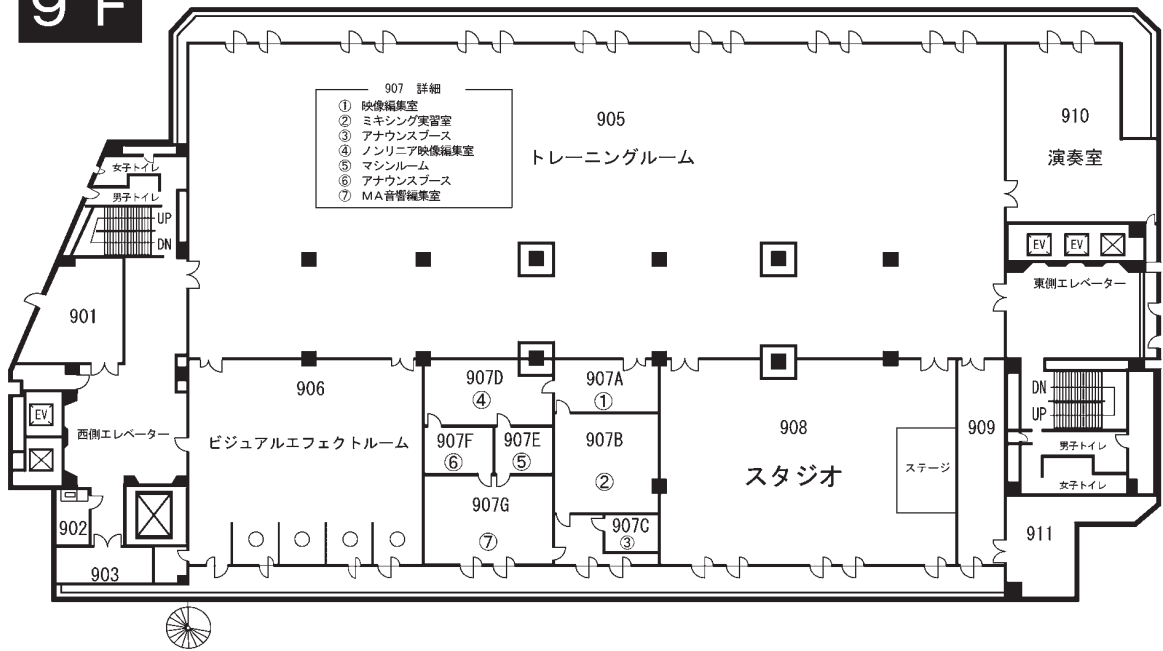 9F
907 詳細
① 映像編集室
② ミキシング実習室
③ アナウンスブース
④ ノンリニア映像編集室
⑤ マシンルーム
⑥ アナウンスブース
⑦ MA音響編集室
905
トレーニングルーム
910
演奏室
女子トイレ
男子トイレ
UP
DN
EV
EV
東側エレベーター
901
906
ビジュアルエフェクトルーム
907D
④
907A
①
907F
⑥
907E
⑤
907B
②
907G
⑦
907C
③
908
スタジオ
ステージ
909
DN
UP
男子トイレ
女子トイレ
EV
西側エレベーター
902
903
911